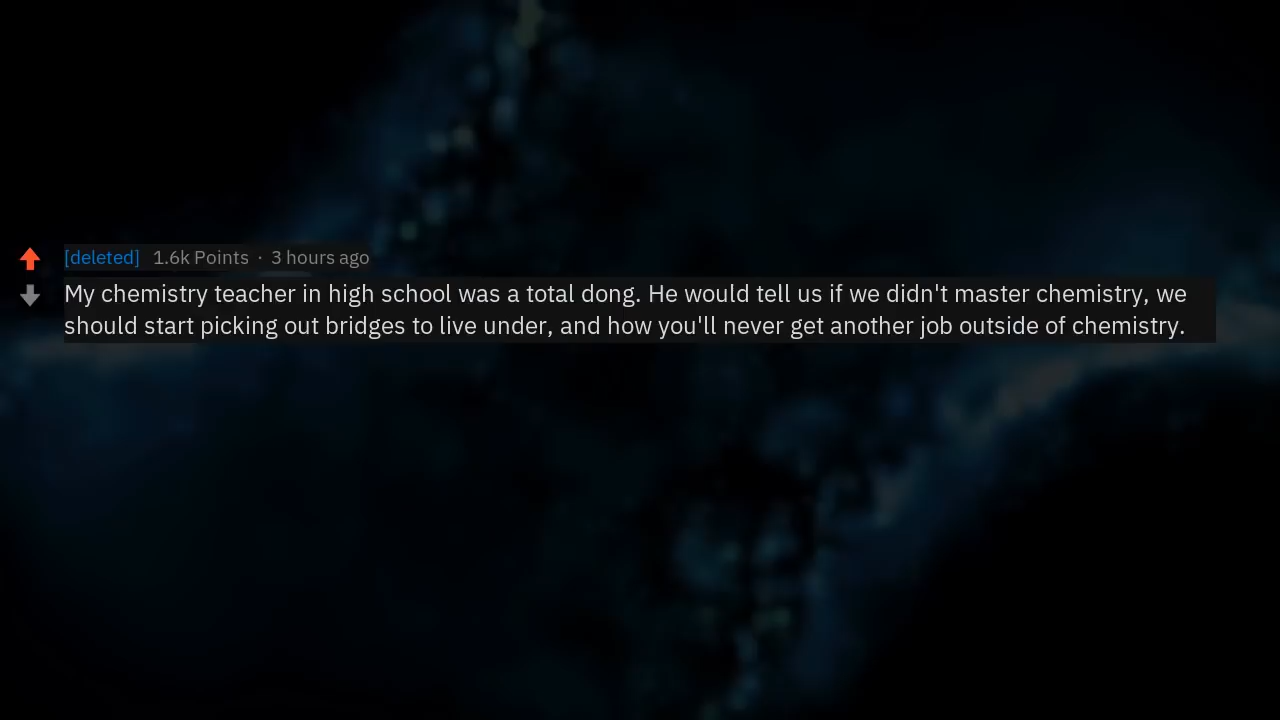 [deleted] 1.6k Points · 3 hours ago
My chemistry teacher in high school was a total dong. He would tell us if we didn't master chemistry, we
should start picking out bridges to live under, and how you'll never get another job outside of chemistry.